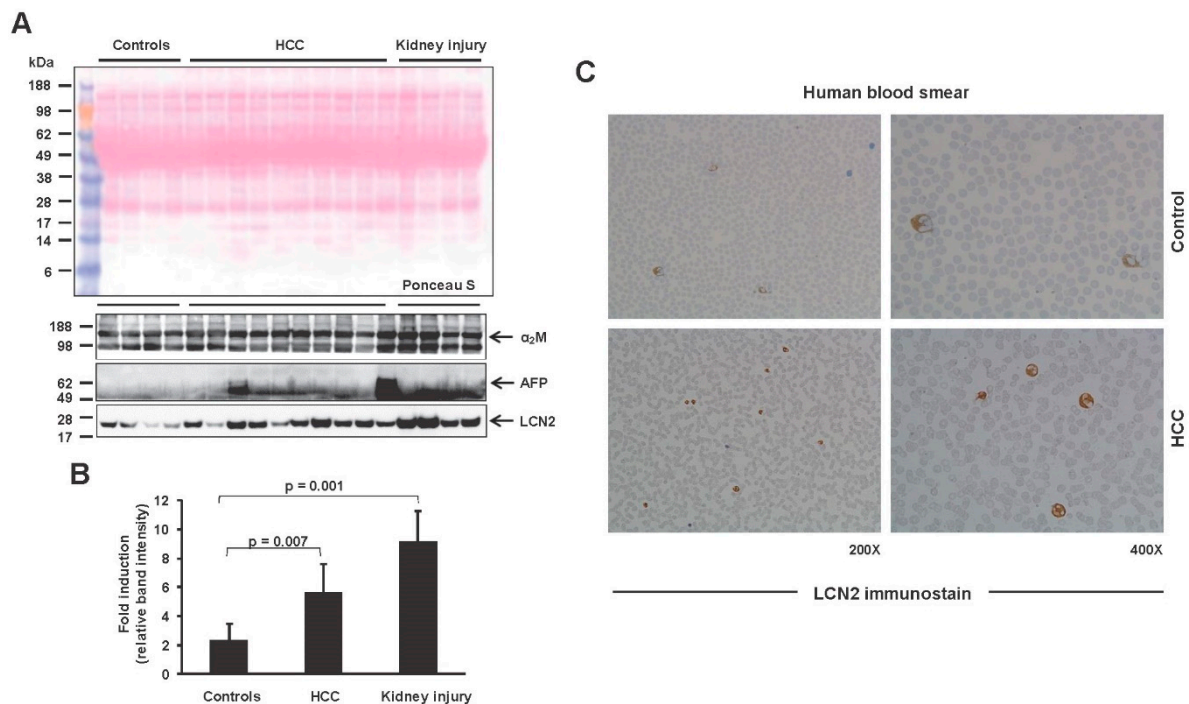 A
Controls
HCC
Kidney injury
kDa
188
98
62
49
38
28
17
14
6
Ponceau S
188
98
α₂M
62
49
AFP
28
17
LCN2
B
p = 0.001
p = 0.007
Fold induction
(relative band intensity)
12
10
8
6
4
2
0
Controls
HCC
Kidney injury
C
Human blood smear
Control
HCC
200X
400X
LCN2 immunostain